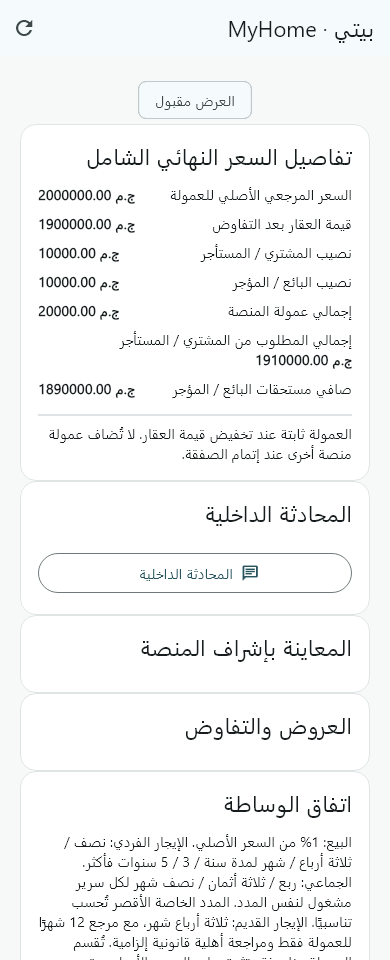 بيتي · MyHome
العرض مقبول
تفاصيل السعر النهائي الشامل
السعر المرجعي الأصلي للعمولة ج.م 2000000.00
قيمة العقار بعد التفاوض ج.م 1900000.00
نصيب المشتري / المستأجر ج.م 10000.00
نصيب البائع / المؤجر ج.م 10000.00
إجمالي عمولة المنصة ج.م 20000.00
إجمالي المطلوب من المشتري / المستأجر
ج.م 1910000.00
صافي مستحقات البائع / المؤجر ج.م 1890000.00
العمولة ثابتة عند تخفيض قيمة العقار. لا تُضاف عمولة
منصة أخرى عند إتمام الصفقة.
المحادثة الداخلية
المحادثة الداخلية
المعاينة بإشراف المنصة
العروض والتفاوض
اتفاق الوساطة
البيع: 1% من السعر الأصلي. الإيجار الفردي: نصف /
ثلاثة أرباع / شهر لمدة سنة / 3 / 5 سنوات فأكثر.
الجماعي: ربع / ثلاثة أثمان / نصف شهر لكل سرير
مشغول لنفس المدد. المدد الخاصة الأقصر تُحسب
تناسبيًا. الإيجار القديم: ثلاثة أرباع شهر، مع مرجع 12 شهرًا
للعمولة فقط ومراجعة أهلية قانونية إلزامية. تُقسم